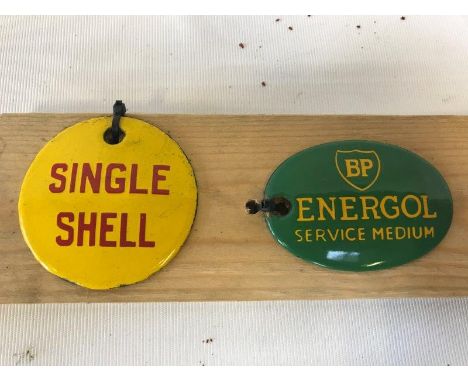 SINGLE
SHELL
BP
ENERGOL
SERVICE MEDIUM